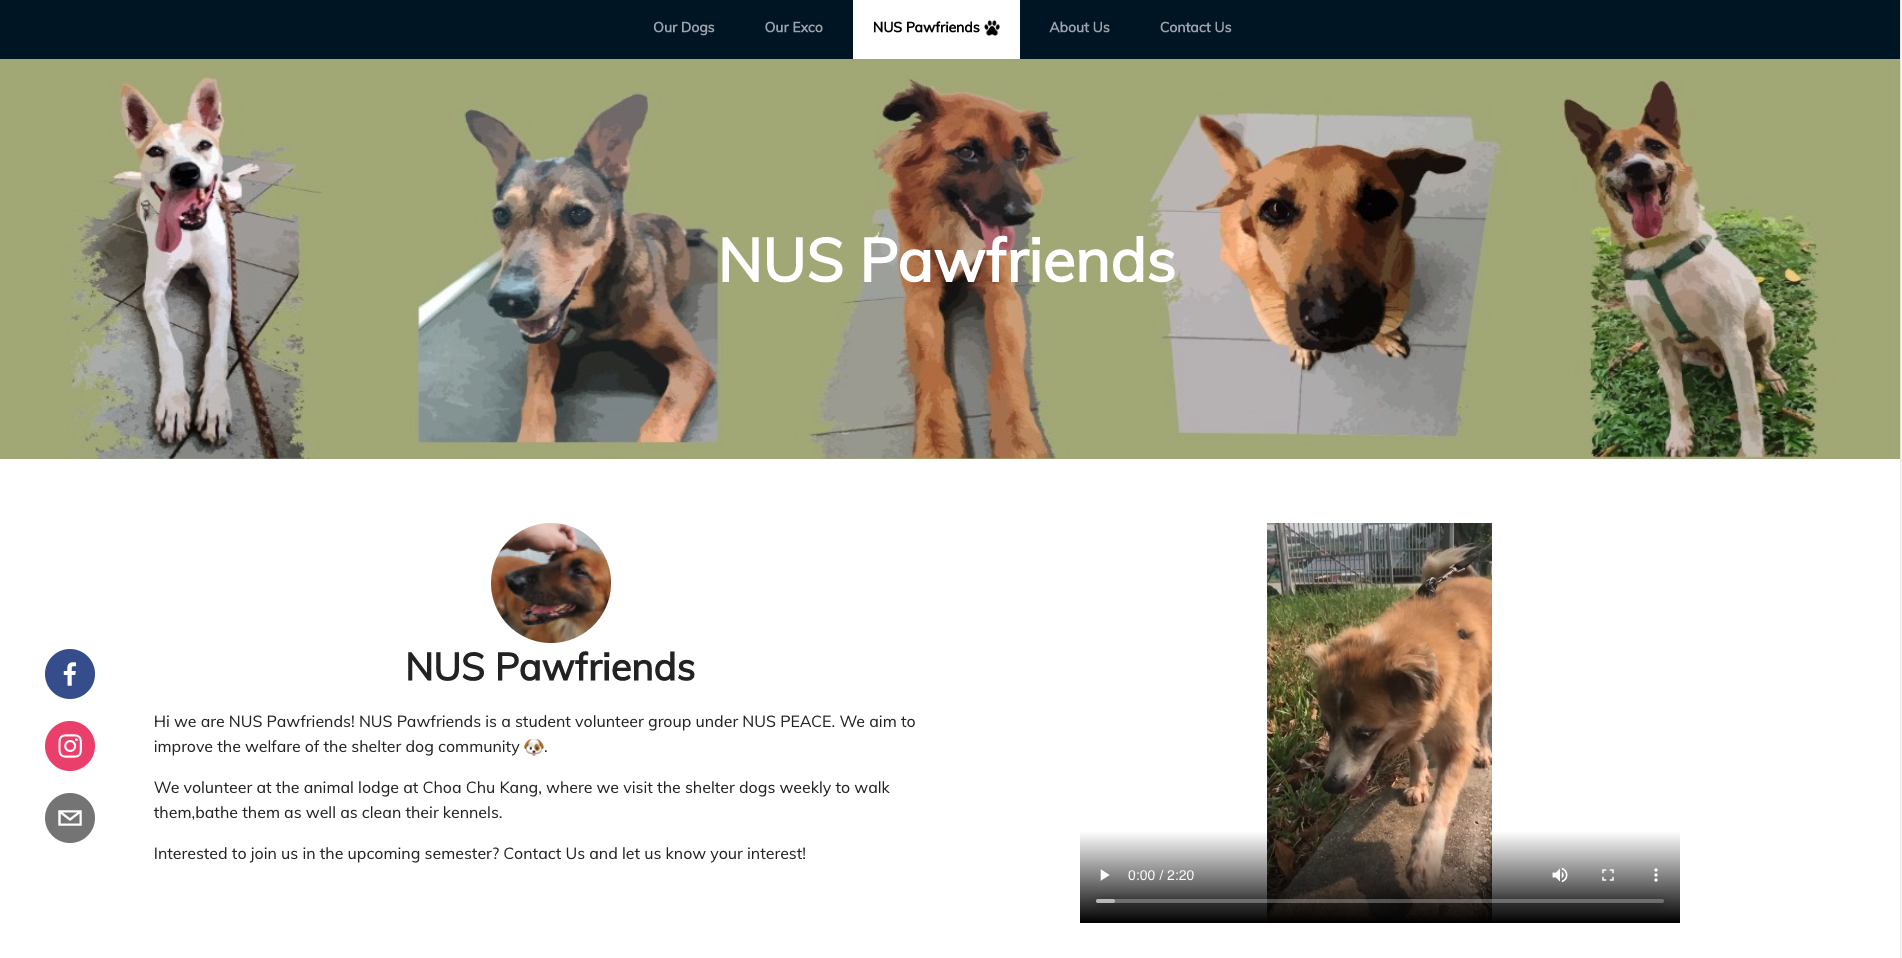 Our Dogs
Our Exco
NUS Pawfriends
About Us
Contact Us
NUS Pawfriends
NUS Pawfriends
Hi we are NUS Pawfriends! NUS Pawfriends is a student volunteer group under NUS PEACE. We aim to
improve the welfare of the shelter dog community 🐶.
We volunteer at the animal lodge at Choa Chu Kang, where we visit the shelter dogs weekly to walk
them,bathe them as well as clean their kennels.
Interested to join us in the upcoming semester? Contact Us and let us know your interest!
0:00 / 2:20